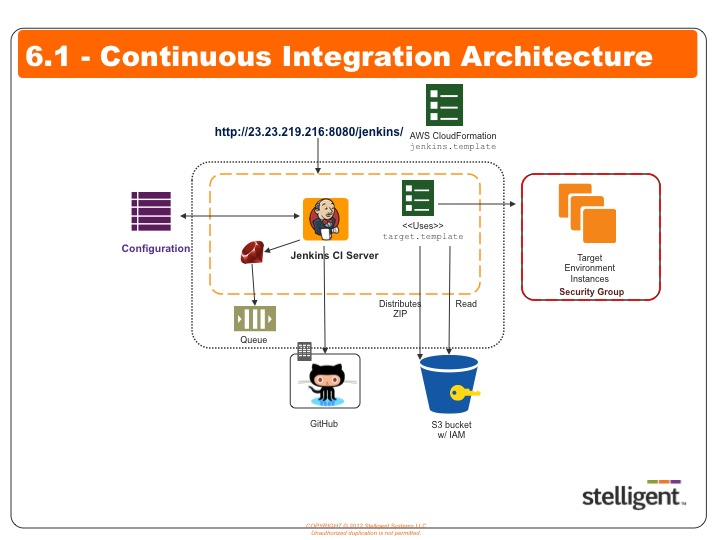 6.1 - Continuous Integration Architecture
http://23.23.219.216:8080/jenkins/
AWS CloudFormation
jenkins.template
Configuration
Jenkins CI Server
<<Uses>>
target.template
Target
Environment
Instances
Security Group
Distributes
ZIP
Read
Queue
GitHub
S3 bucket
w/ IAM
stelligent
COPYRIGHT © 2012 Stelligent Systems LLC
Unauthorized duplication is not permitted.